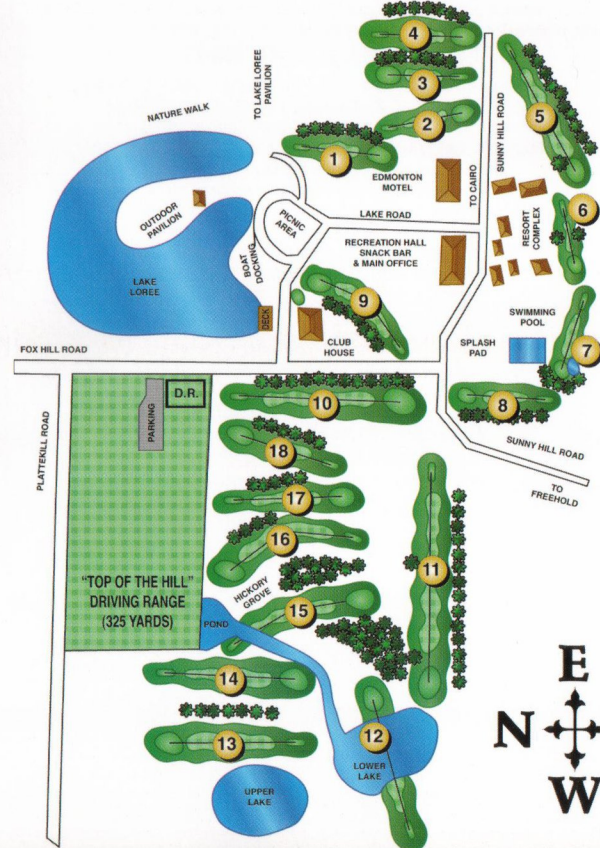 4
3
2
1
5
6
7
8
9
10
18
17
16
15
14
13
12
11
NATURE WALK
TO LAKE LOREE
PAVILION
OUTDOOR
PAVILION
LAKE
LOREE
BOAT
DOCKING
PICNIC
AREA
DECK
EDMONTON
MOTEL
TO CAIRO
SUNNY HILL ROAD
LAKE ROAD
RECREATION HALL
SNACK BAR
& MAIN OFFICE
RESORT
COMPLEX
SWIMMING
POOL
SPLASH
PAD
CLUB
HOUSE
FOX HILL ROAD
PLATTEKILL ROAD
PARKING
D.R.
SUNNY HILL ROAD
TO
FREEHOLD
"TOP OF THE HILL"
DRIVING RANGE
(325 YARDS)
HICKORY
GROVE
POND
LOWER
LAKE
UPPER
LAKE
E
N
W